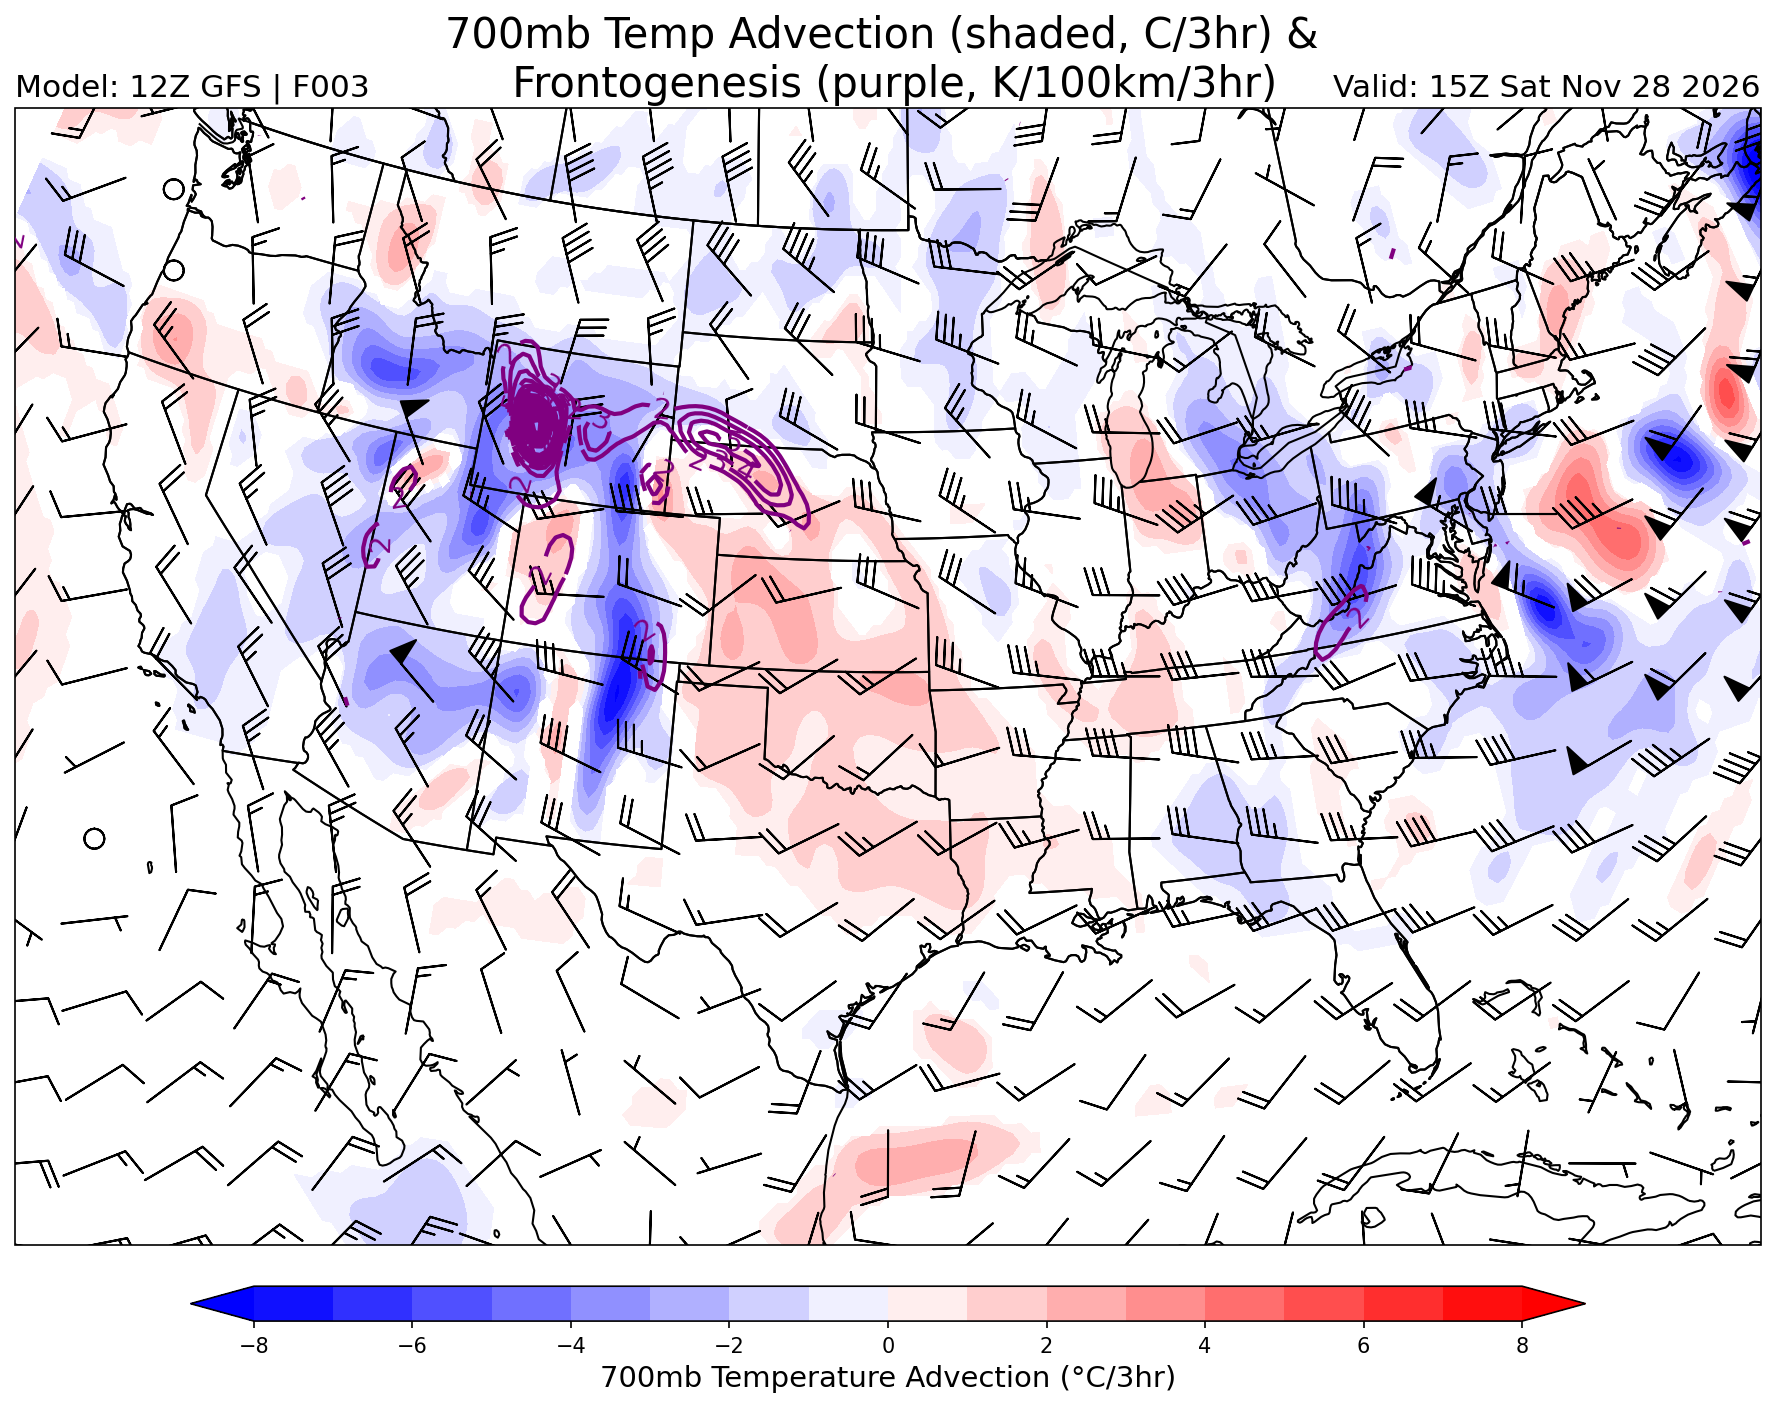 700mb Temp Advection (shaded, C/3hr) &
Frontogenesis (purple, K/100km/3hr)
Model: 12Z GFS | F003
Valid: 15Z Sat Nov 28 2026
−8 −6 −4 −2 0 2 4 6 8
700mb Temperature Advection (°C/3hr)